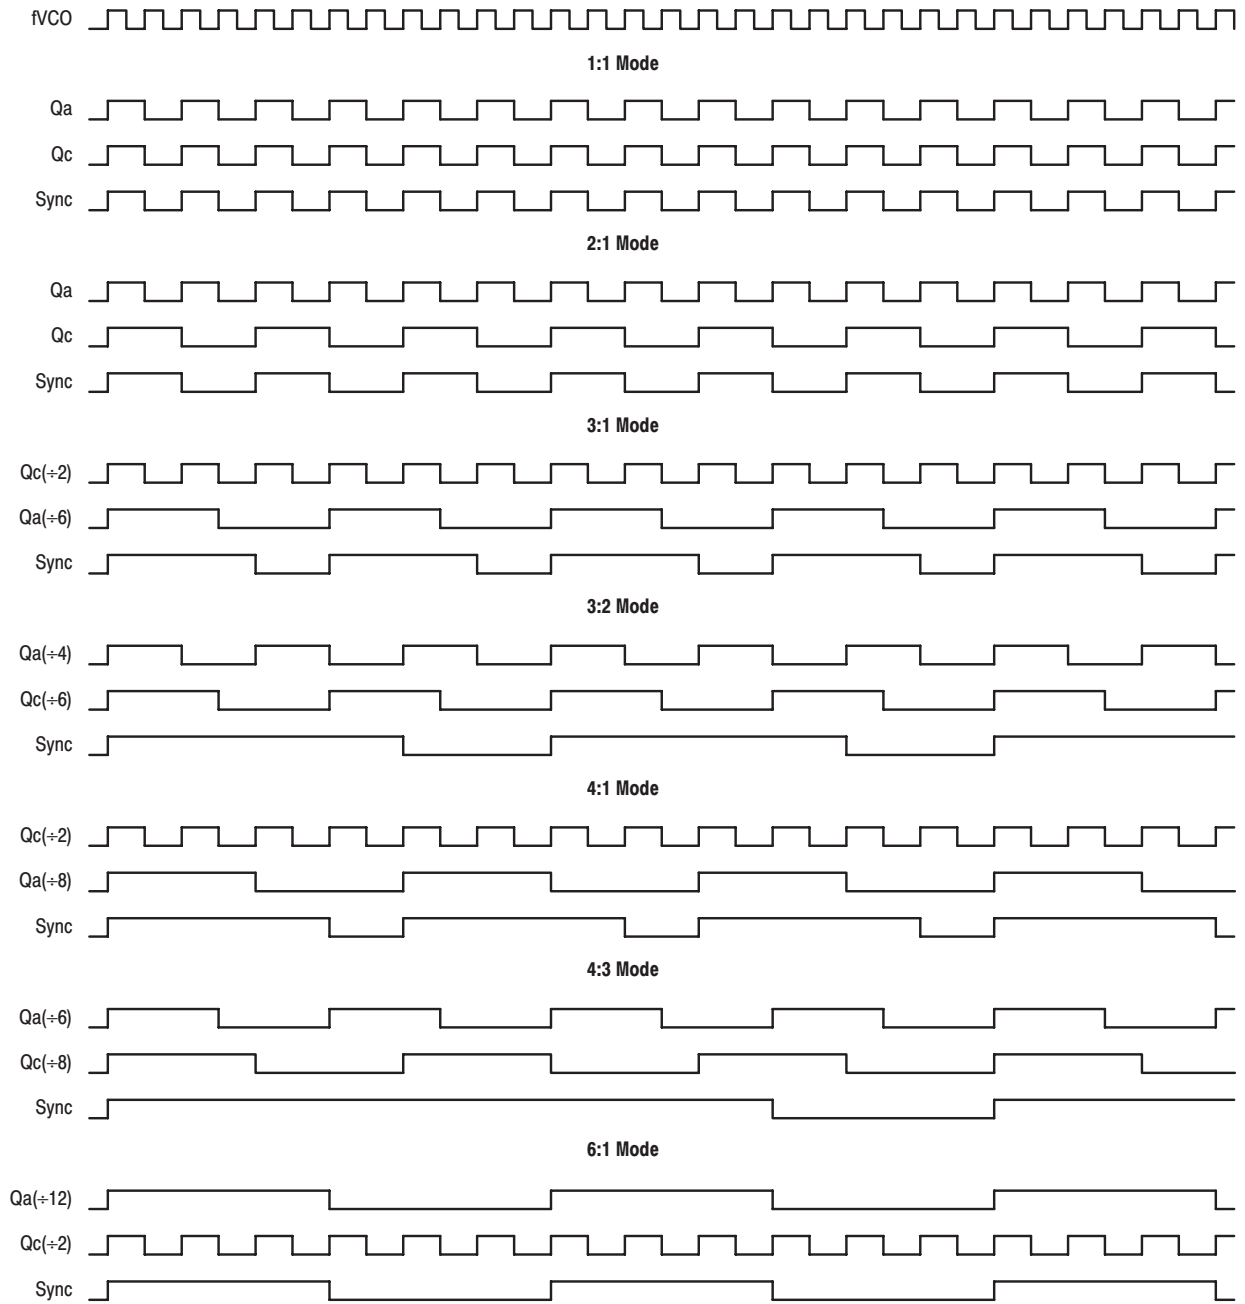 fVCO
1:1 Mode
Qa
Qc
Sync
2:1 Mode
Qa
Qc
Sync
3:1 Mode
Qc(÷2)
Qa(÷6)
Sync
3:2 Mode
Qa(÷4)
Qc(÷6)
Sync
4:1 Mode
Qc(÷2)
Qa(÷8)
Sync
4:3 Mode
Qa(÷6)
Qc(÷8)
Sync
6:1 Mode
Qa(÷12)
Qc(÷2)
Sync